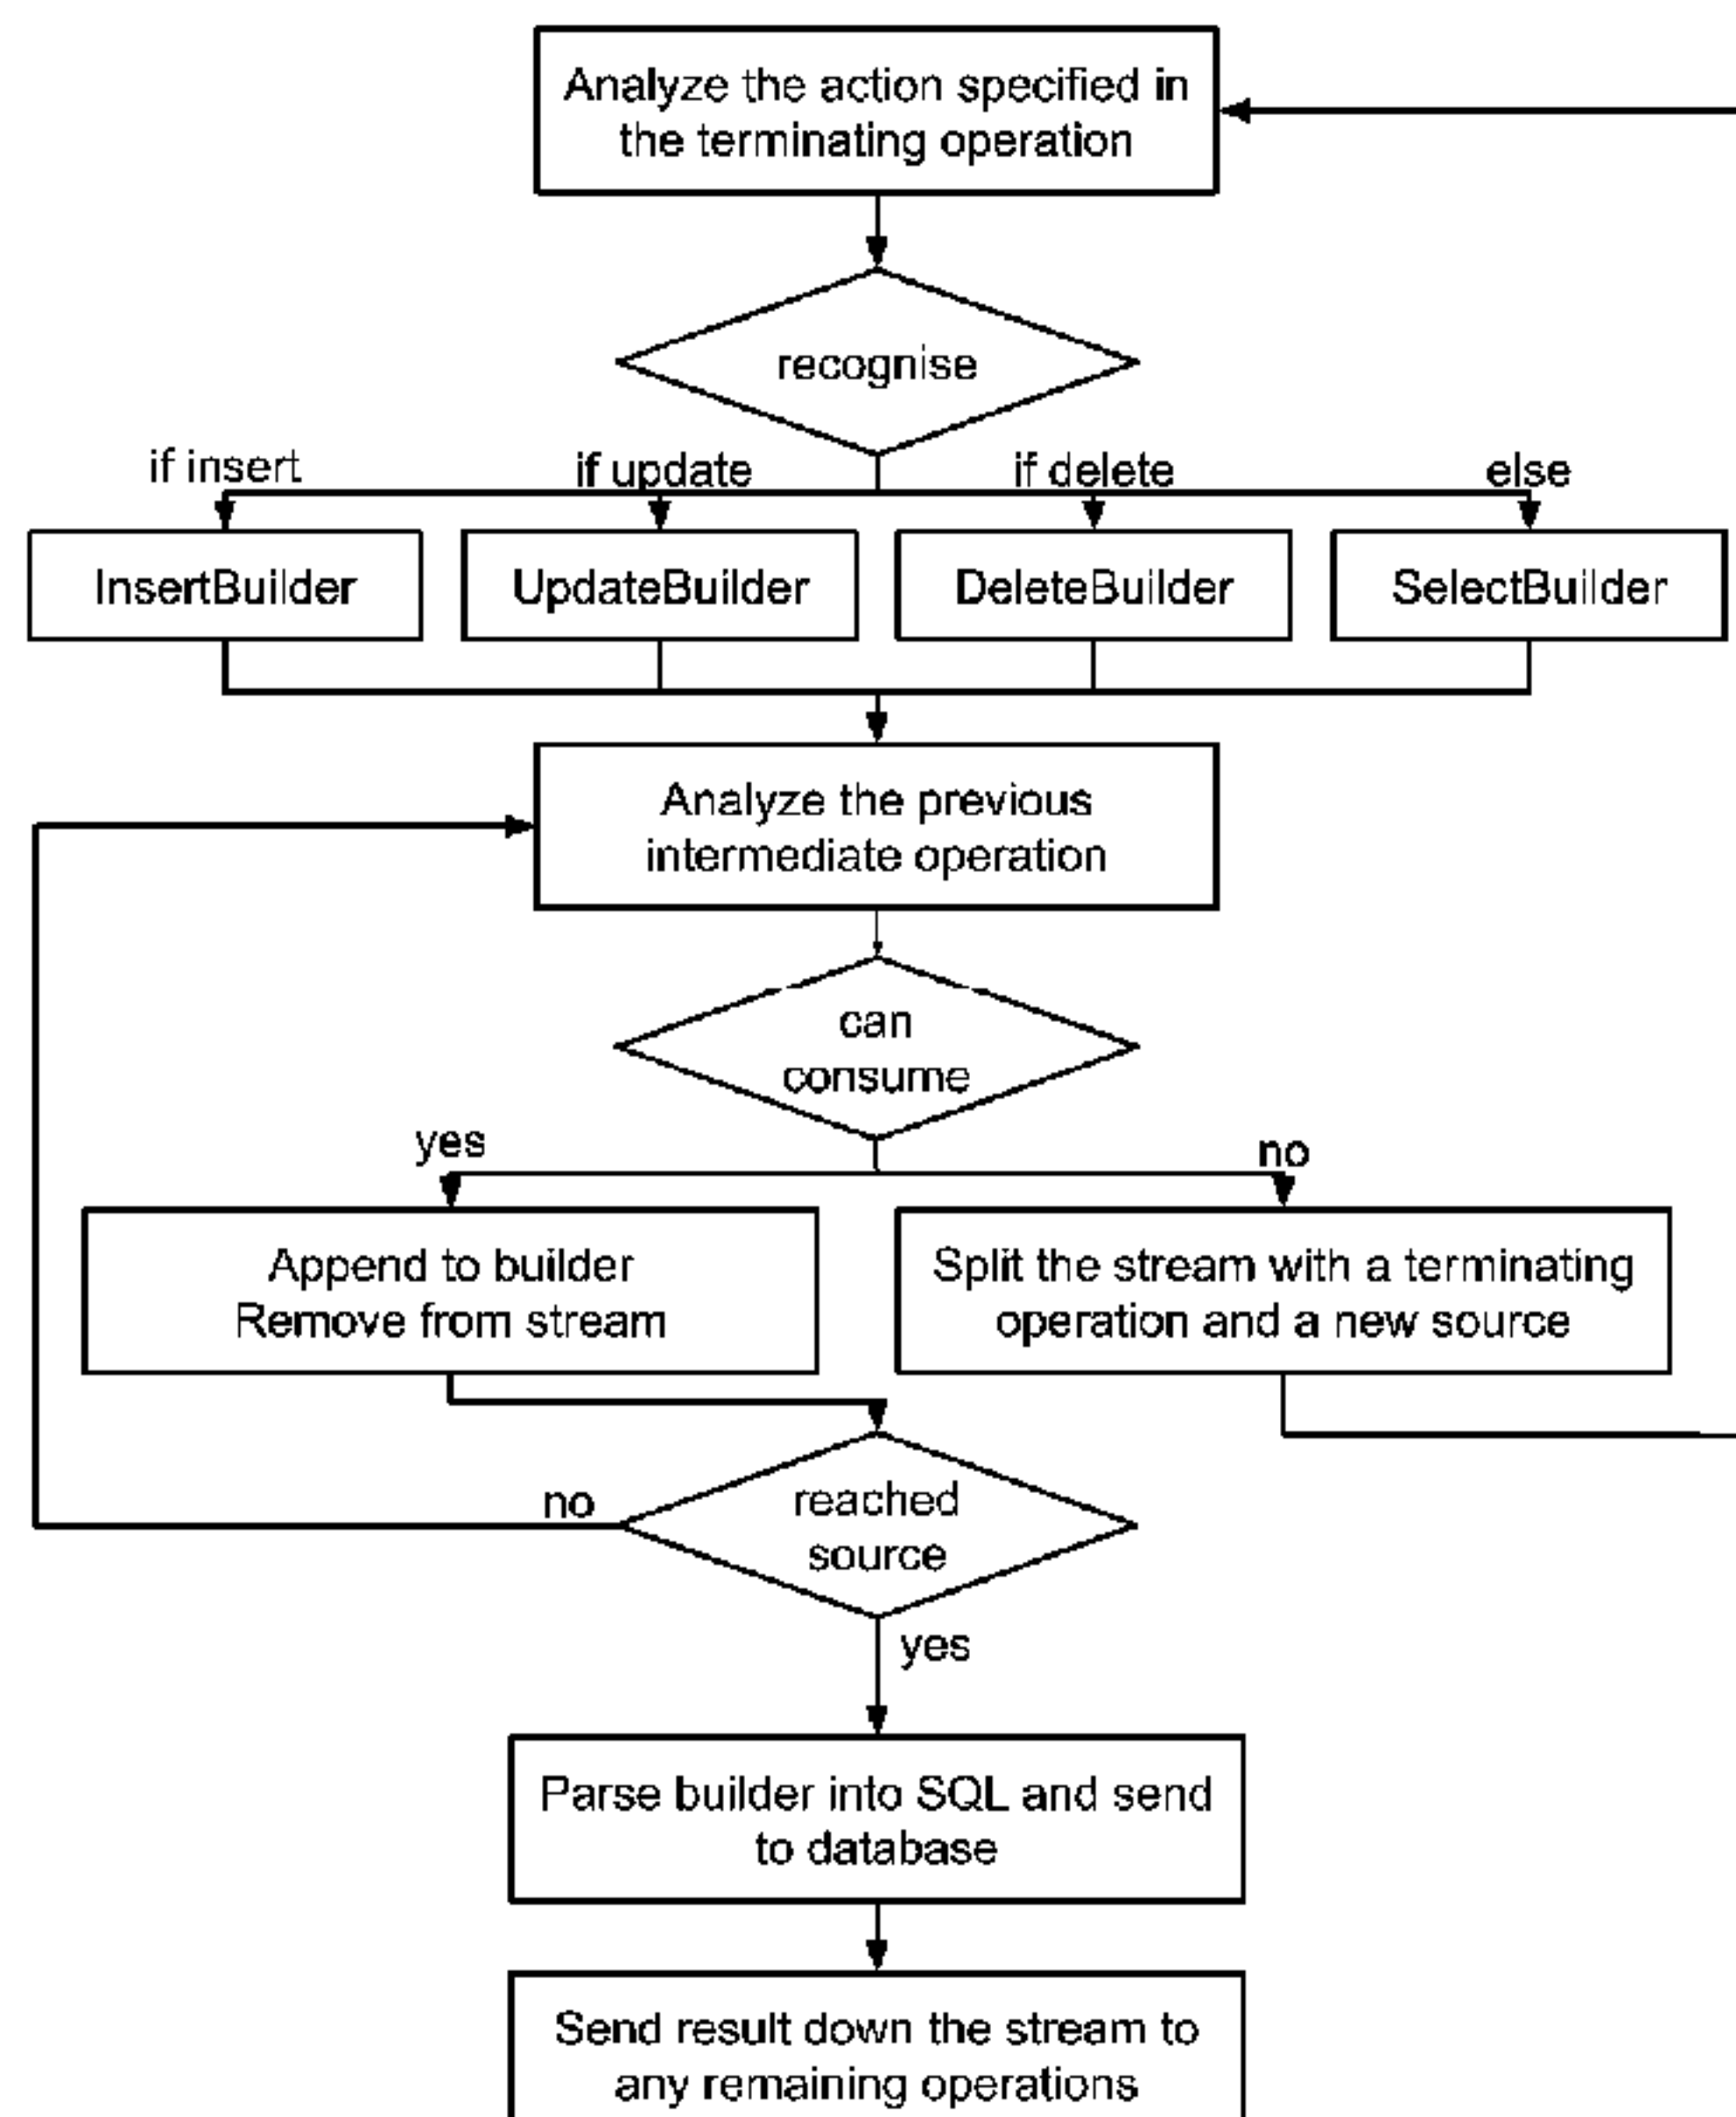 Analyze the action specified in
the terminating operation
recognise
if insert
if update
if delete
else
InsertBuilder
UpdateBuilder
DeleteBuilder
SelectBuilder
Analyze the previous
intermediate operation
can
consume
yes
no
Append to builder
Remove from stream
Split the stream with a terminating
operation and a new source
no
reached
source
yes
Parse builder into SQL and send
to database
Send result down the stream to
any remaining operations